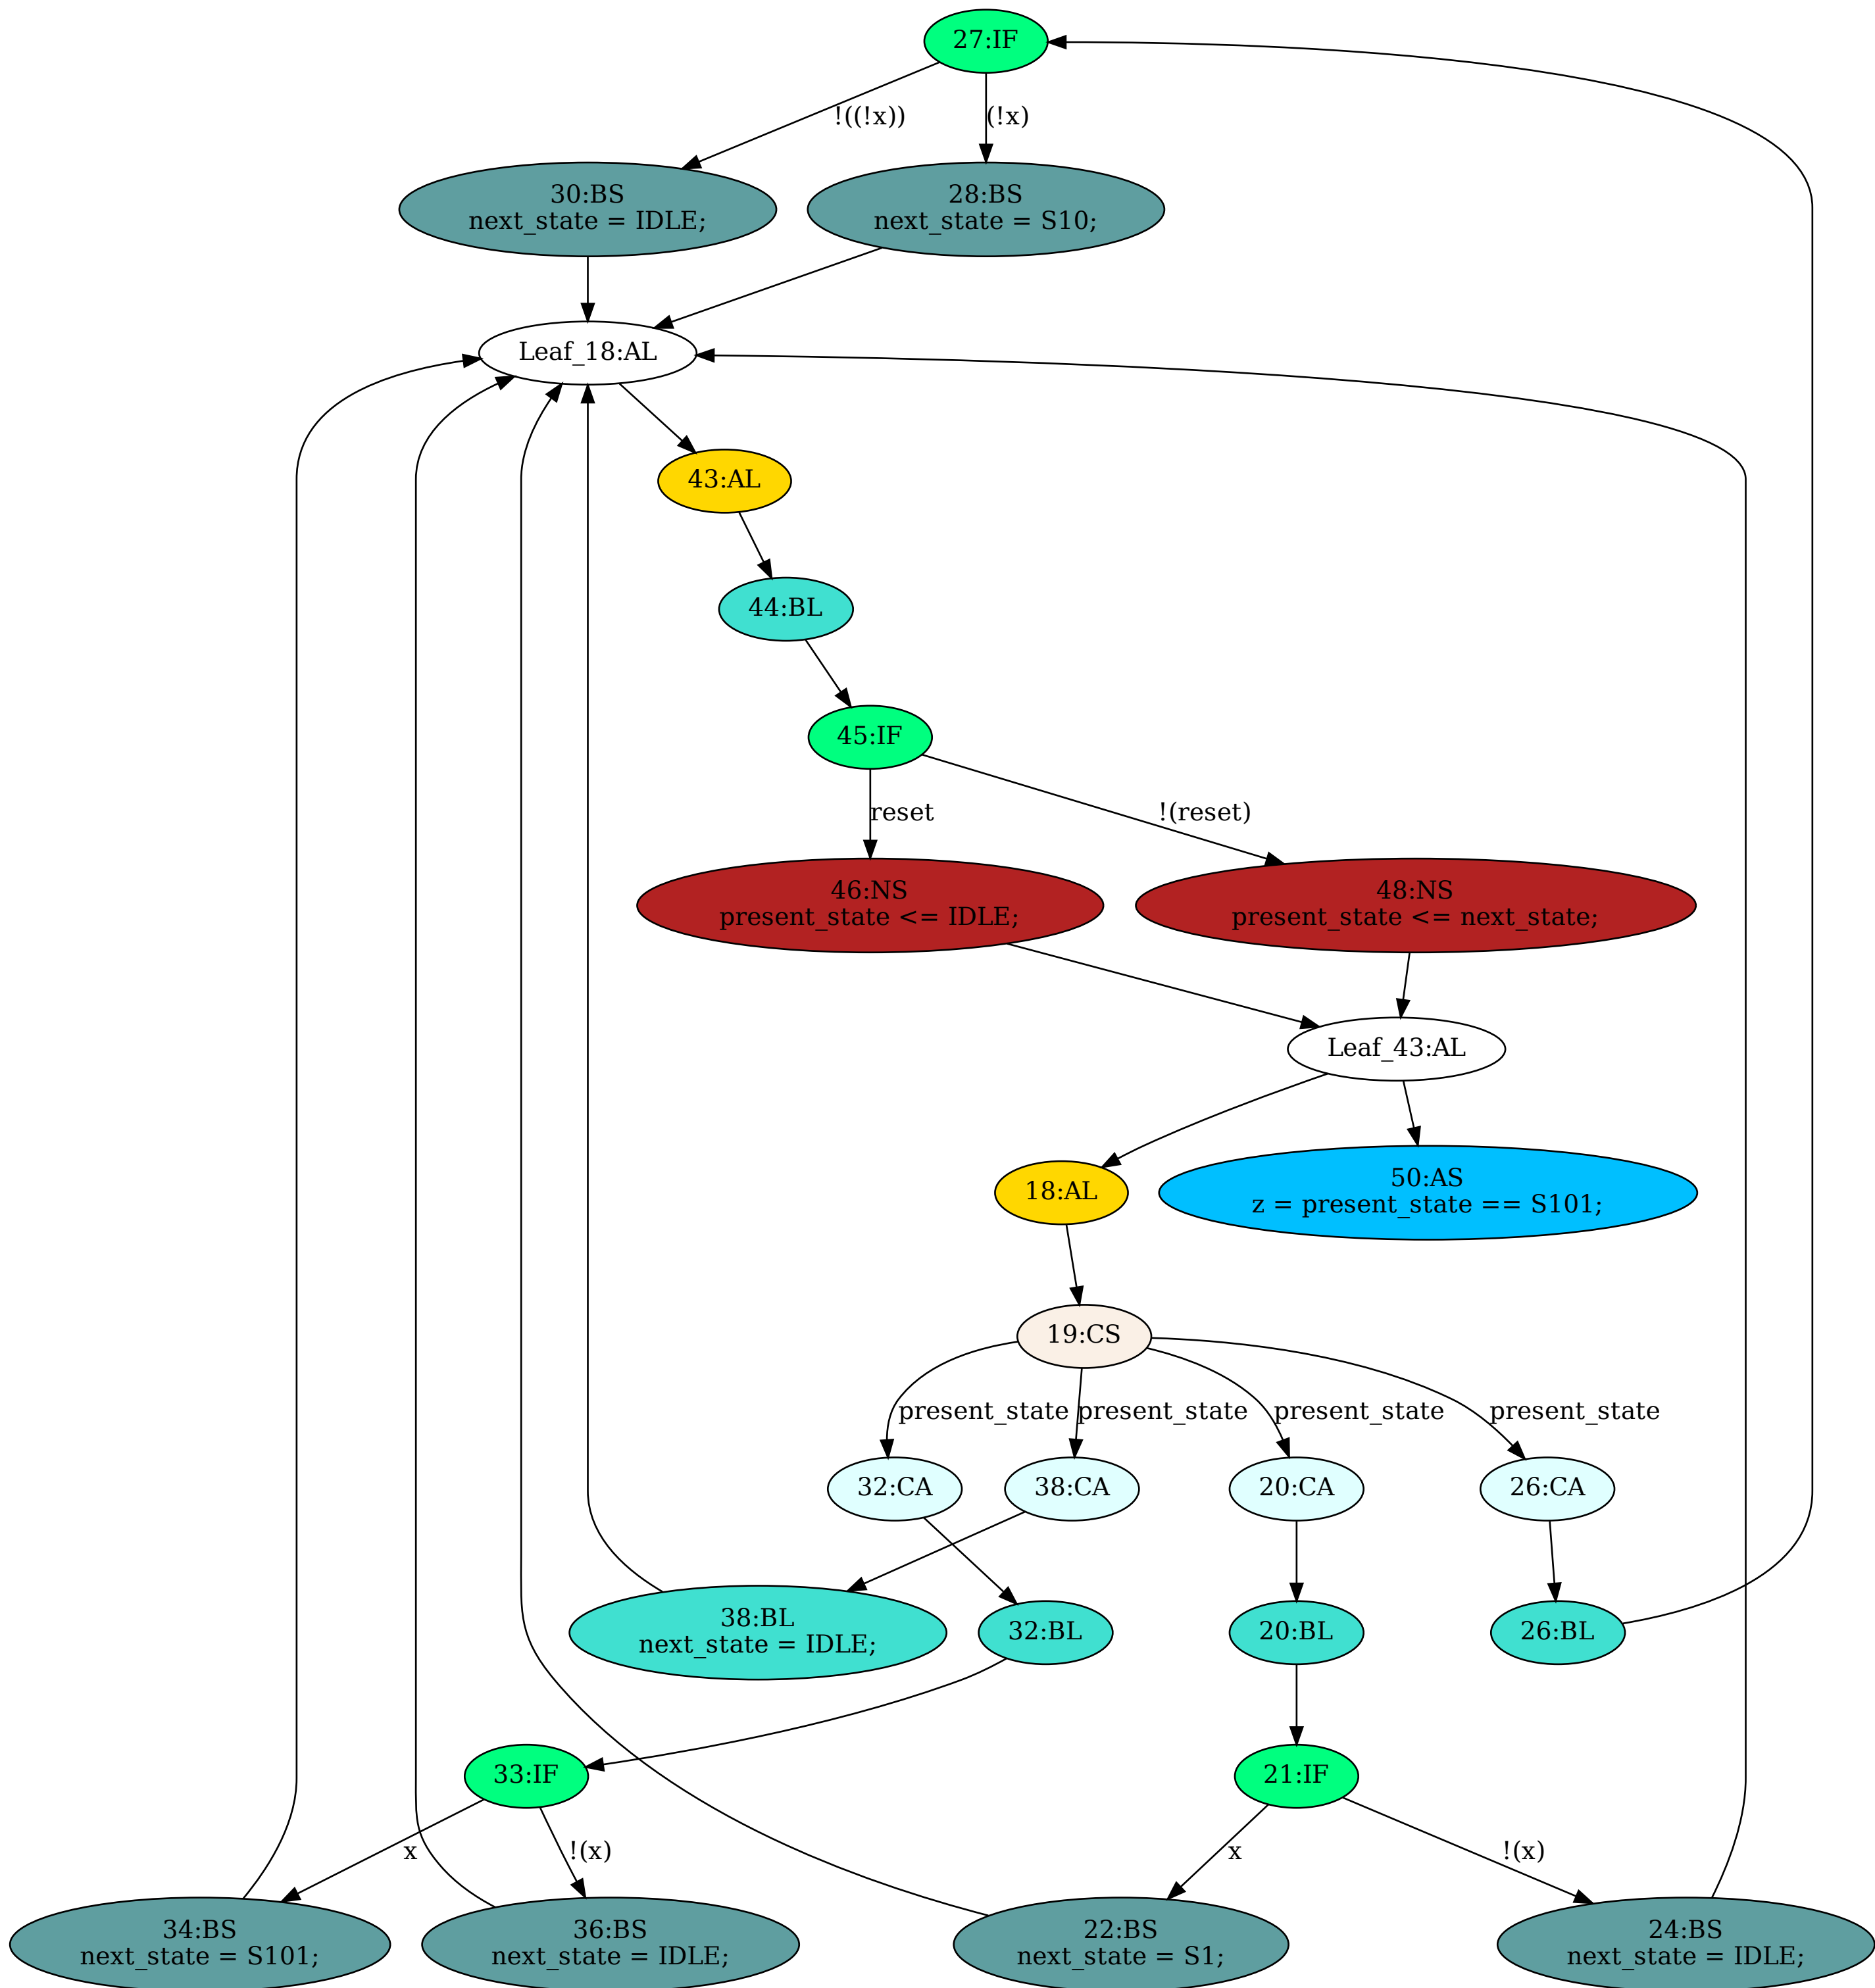 27:IF
!((!x))
(!x)
30:BS
next_state = IDLE;
28:BS
next_state = S10;
Leaf_18:AL
43:AL
44:BL
45:IF
reset
!(reset)
46:NS
present_state <= IDLE;
48:NS
present_state <= next_state;
Leaf_43:AL
18:AL
50:AS
z = present_state == S101;
19:CS
present_state
present_state
present_state
present_state
32:CA
38:CA
20:CA
26:CA
38:BL
next_state = IDLE;
32:BL
20:BL
26:BL
33:IF
21:IF
x
!(x)
x
!(x)
34:BS
next_state = S101;
36:BS
next_state = IDLE;
22:BS
next_state = S1;
24:BS
next_state = IDLE;